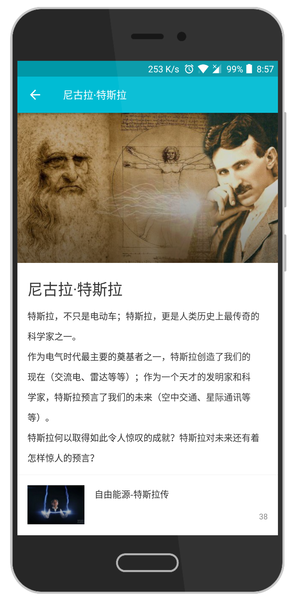 253 K/s 99% 8:57
尼古拉·特斯拉
尼古拉·特斯拉
特斯拉，不只是电动车；特斯拉，更是人类历史上最传奇的
科学家之一。
作为电气时代最主要的奠基者之一，特斯拉创造了我们的
现在（交流电、雷达等等）；作为一个天才的发明家和科
学家，特斯拉预言了我们的未来（空中交通、星际通讯等
等）。
特斯拉何以取得如此令人惊叹的成就？特斯拉对未来还有着
怎样惊人的预言？
自由能源-特斯拉传
38